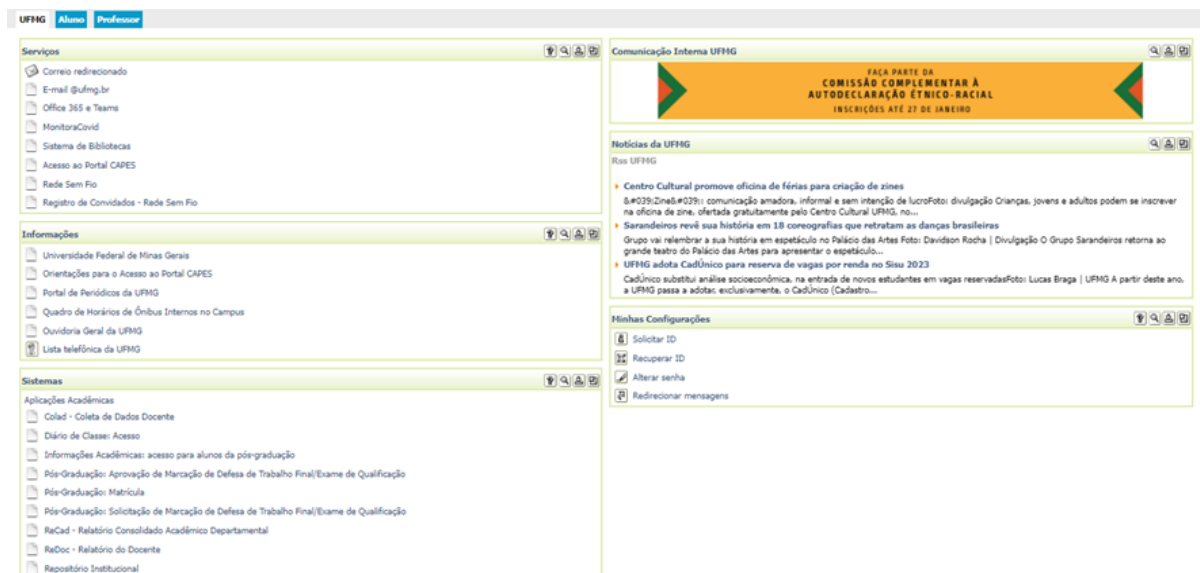 UFMG Aluno Professor
Serviços
Correio redirecionado
E-mail @ufmg.br
Office 365 e Teams
MonitoraCovid
Sistema de Bibliotecas
Acesso ao Portal CAPES
Rede Sem Fio
Registro de Convidados - Rede Sem Fio
Informações
Universidade Federal de Minas Gerais
Orientações para o Acesso ao Portal CAPES
Portal de Periódicos da UFMG
Quadro de Horários de Ônibus Internos no Campus
Ouvidoria Geral da UFMG
Lista telefônica da UFMG
Sistemas
Aplicações Acadêmicas
Colad - Coleta de Dados Docente
Diário de Classe: Acesso
Informações Acadêmicas: acesso para alunos da pós-graduação
Pós-Graduação: Aprovação de Marcação de Defesa de Trabalho Final/Exame de Qualificação
Pós-Graduação: Matrícula
Pós-Graduação: Solicitação de Marcação de Defesa de Trabalho Final/Exame de Qualificação
ReCad - Relatório Consolidado Acadêmico Departamental
ReDoc - Relatório do Docente
Repositório Institucional
Comunicação Interna UFMG
FAÇA PARTE DA
COMISSÃO COMPLEMENTAR À
AUTODECLARAÇÃO ÉTNICO-RACIAL
INSCRIÇÕES ATÉ 27 DE JANEIRO
Notícias da UFMG
Rss UFMG
Centro Cultural promove oficina de férias para criação de zines
&#039;Zine&#039;: comunicação amadora, informal e sem intenção de lucroFoto: divulgação Crianças, jovens e adultos podem se inscrever
na oficina de zine, ofertada gratuitamente pelo Centro Cultural UFMG, no...
Sarandeiros revê sua história em 18 coreografias que retratam as danças brasileiras
Grupo vai relembrar a sua história em espetáculo no Palácio das Artes Foto: Davidson Rocha | Divulgação O Grupo Sarandeiros retorna ao
grande teatro do Palácio das Artes para apresentar o espetáculo...
UFMG adota CadÚnico para reserva de vagas por renda no Sisu 2023
CadÚnico substitui análise socioeconômica, na entrada de novos estudantes em vagas reservadasFoto: Lucas Braga | UFMG A partir deste ano,
a UFMG passa a adotar, exclusivamente, o CadÚnico (Cadastro...
Minhas Configurações
Solicitar ID
Recuperar ID
Alterar senha
Redirecionar mensagens